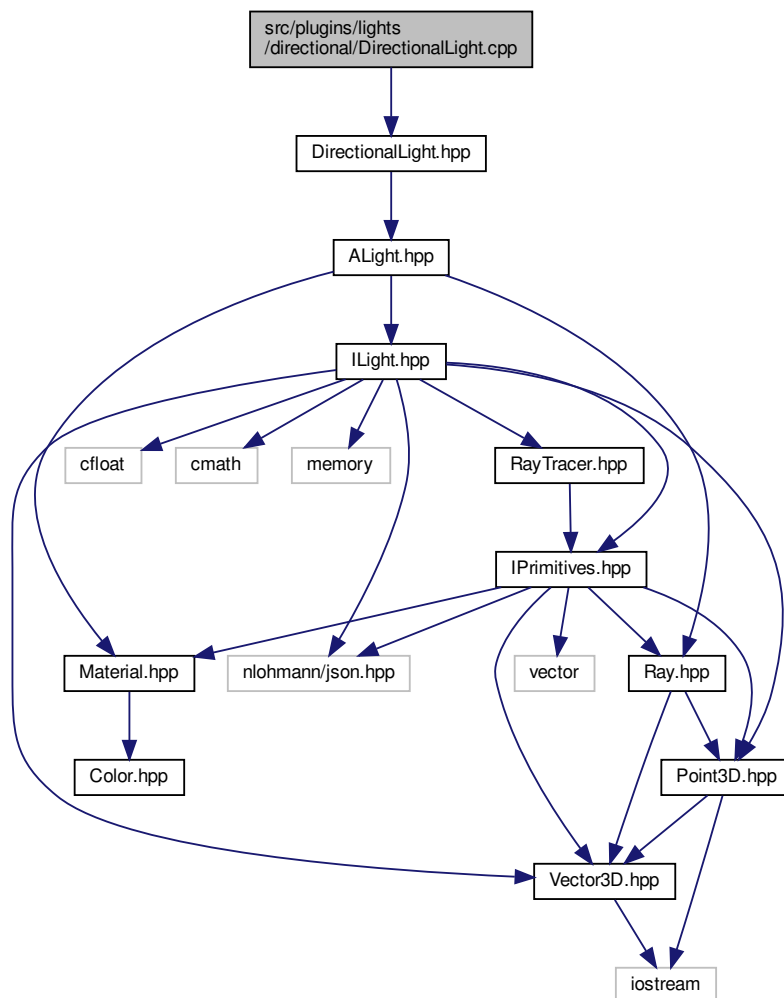 src/plugins/lights
/directional/DirectionalLight.cpp
DirectionalLight.hpp
ALight.hpp
ILight.hpp
cfloat
cmath
memory
RayTracer.hpp
IPrimitives.hpp
Material.hpp
nlohmann/json.hpp
vector
Ray.hpp
Color.hpp
Point3D.hpp
Vector3D.hpp
iostream